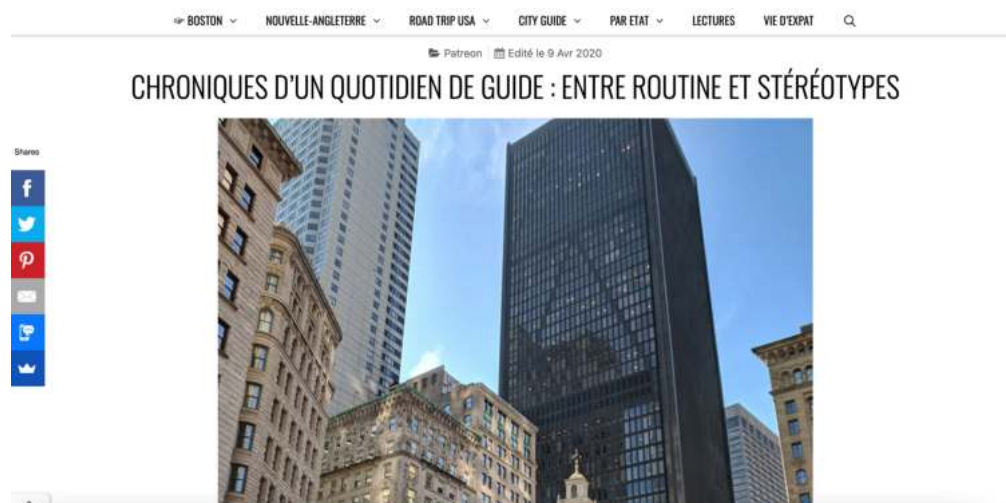 ☞ BOSTON NOUVELLE-ANGLETERRE ROAD TRIP USA CITY GUIDE PAR ETAT LECTURES VIE D'EXPAT
Patreon Edité le 9 Avr 2020
CHRONIQUES D'UN QUOTIDIEN DE GUIDE : ENTRE ROUTINE ET STÉRÉOTYPES
Shares